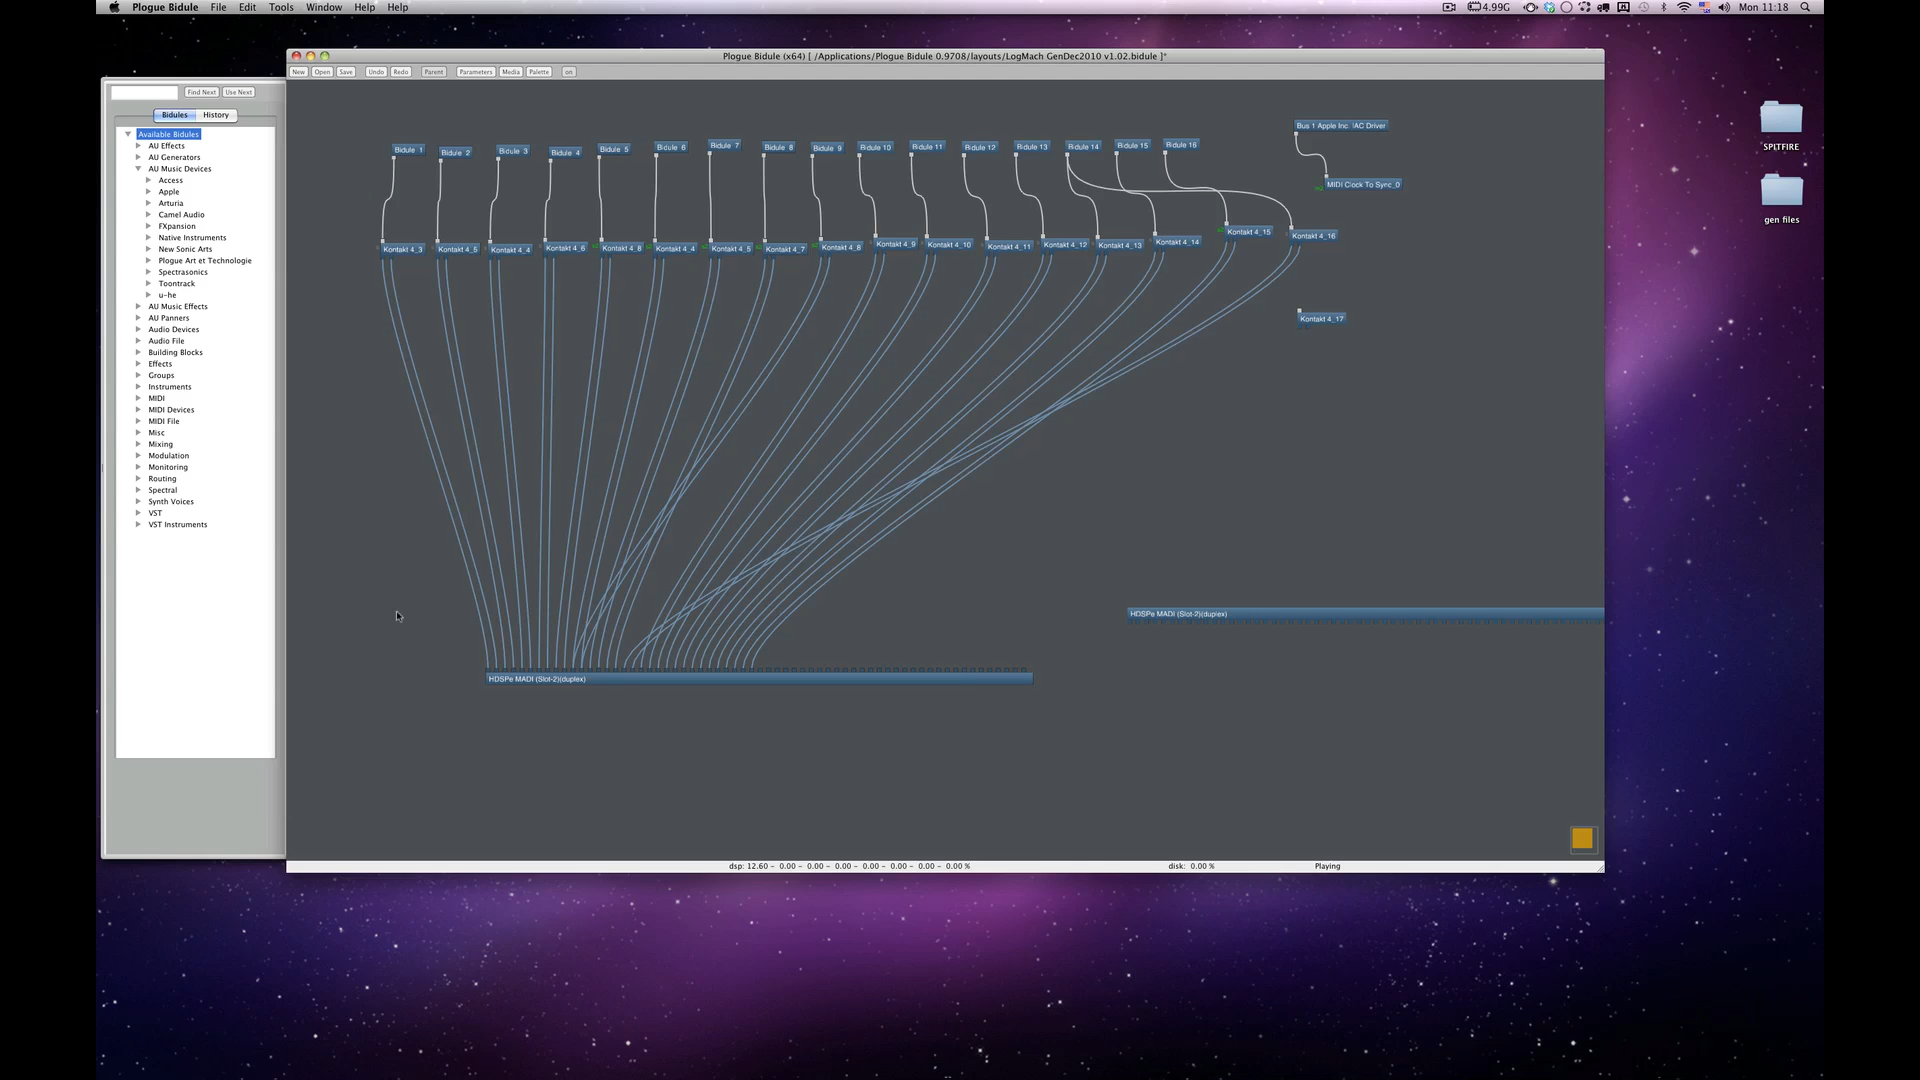 Plogue Bidule File Edit Tools Window Help Help 4.99G Mon 11:18
Plogue Bidule (x64) [ /Applications/Plogue Bidule 0.9708/layouts/LogMach GenDec2010 v1.02.bidule ]*
New Open Save Undo Redo Parent Parameters Media Palette on
Find Next Use Next
Bidules History
Available Bidules
AU Effects
AU Generators
AU Music Devices
Access
Apple
Arturia
Camel Audio
FXpansion
Native Instruments
New Sonic Arts
Plogue Art et Technologie
Spectrasonics
Toontrack
u-he
AU Music Effects
AU Panners
Audio Devices
Audio File
Building Blocks
Effects
Groups
Instruments
MIDI
MIDI Devices
MIDI File
Misc
Mixing
Modulation
Monitoring
Routing
Spectral
Synth Voices
VST
VST Instruments
Bidule 1 Bidule 2 Bidule 3 Bidule 4 Bidule 5 Bidule 6 Bidule 7 Bidule 8 Bidule 9 Bidule 10 Bidule 11 Bidule 12 Bidule 13 Bidule 14 Bidule 15 Bidule 16
Bus 1 Apple Inc. IAC Driver
MIDI Clock To Sync_0
Kontakt 4_3 Kontakt 4_5 Kontakt 4_4 Kontakt 4_6 Kontakt 4_8 Kontakt 4_4 Kontakt 4_5 Kontakt 4_7 Kontakt 4_8 Kontakt 4_9 Kontakt 4_10 Kontakt 4_11 Kontakt 4_12 Kontakt 4_13 Kontakt 4_14 Kontakt 4_15 Kontakt 4_16
Kontakt 4_17
HDSPe MADI (Slot-2)(duplex)
HDSPe MADI (Slot-2)(duplex)
dsp: 12.60 - 0.00 - 0.00 - 0.00 - 0.00 - 0.00 - 0.00 - 0.00 % disk: 0.00 % Playing
SPITFIRE
gen files